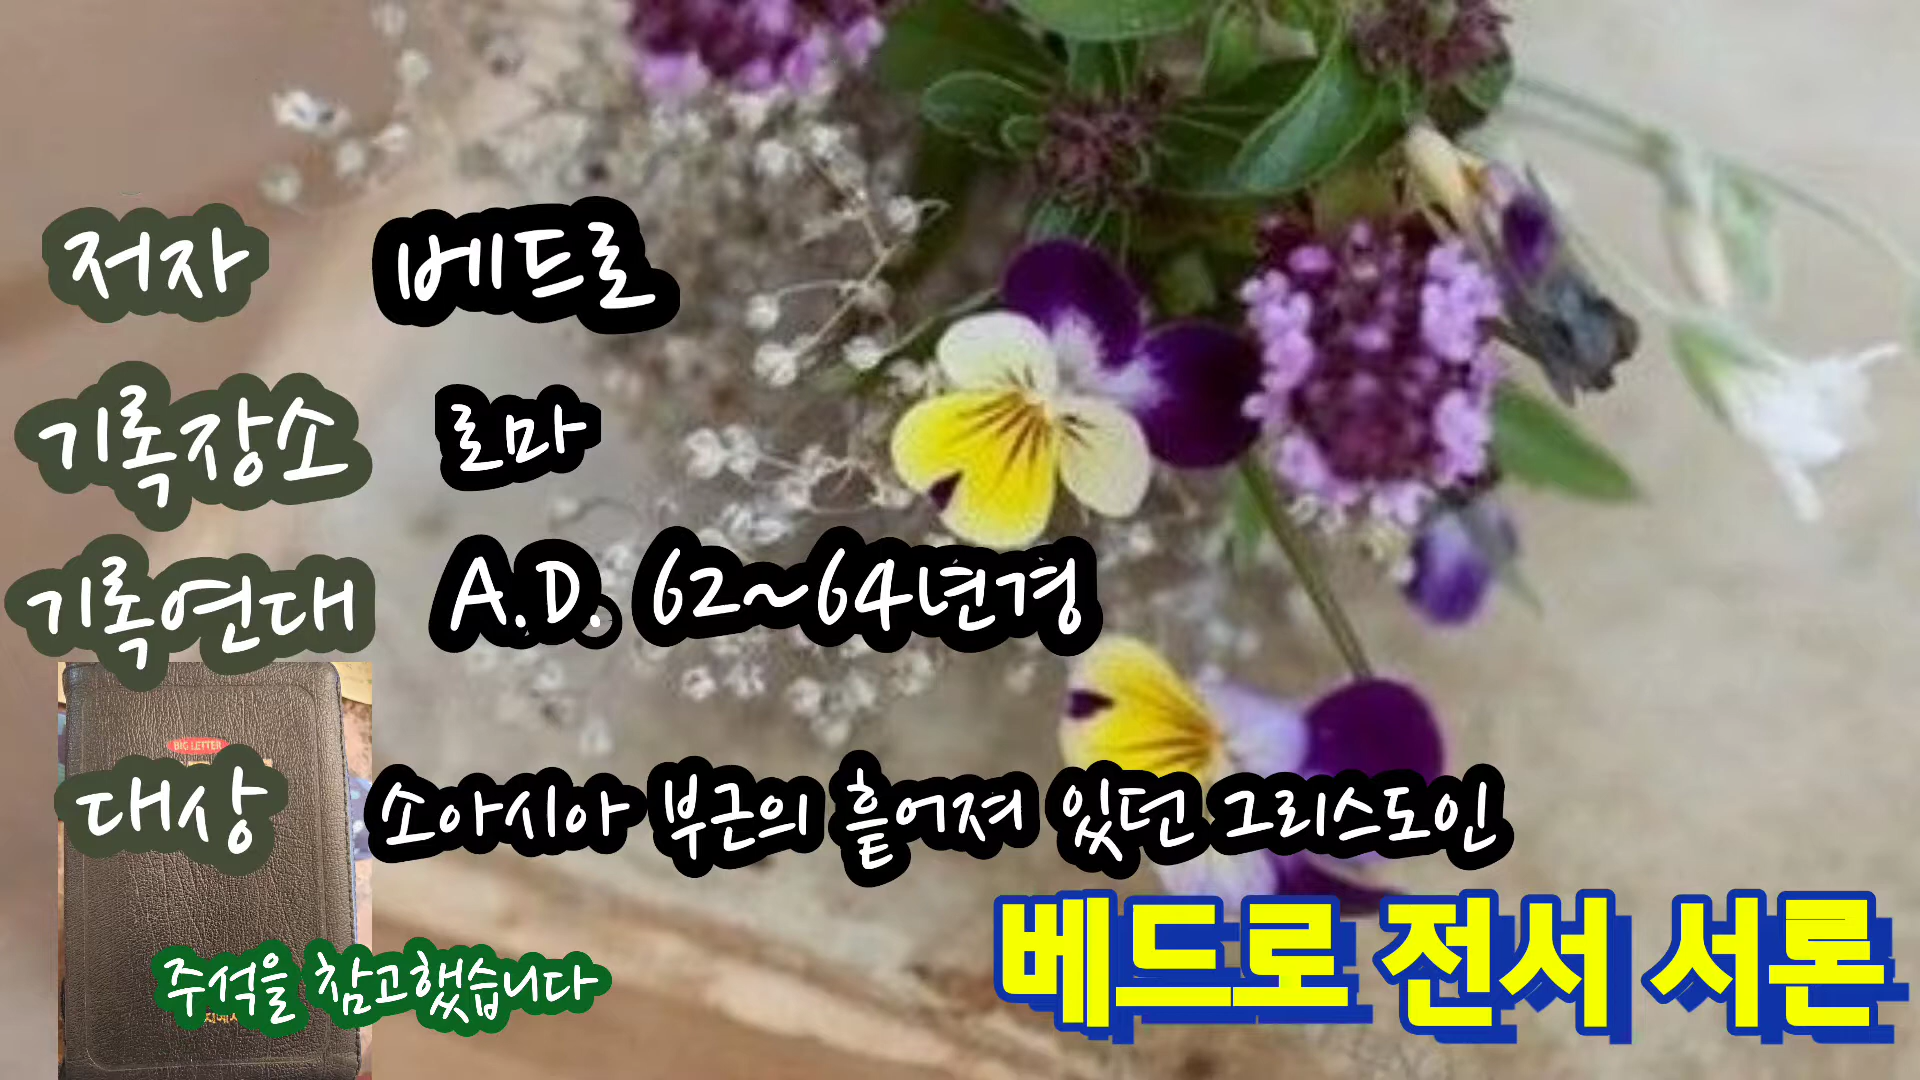 저자 베드로
기록장소 로마
기록연대 A.D. 62~64년경
BIG LETTER
대상 소아시아 부근의 흩어져 있던 그리스도인
베드로 전서 서론
주석을 참고했습니다